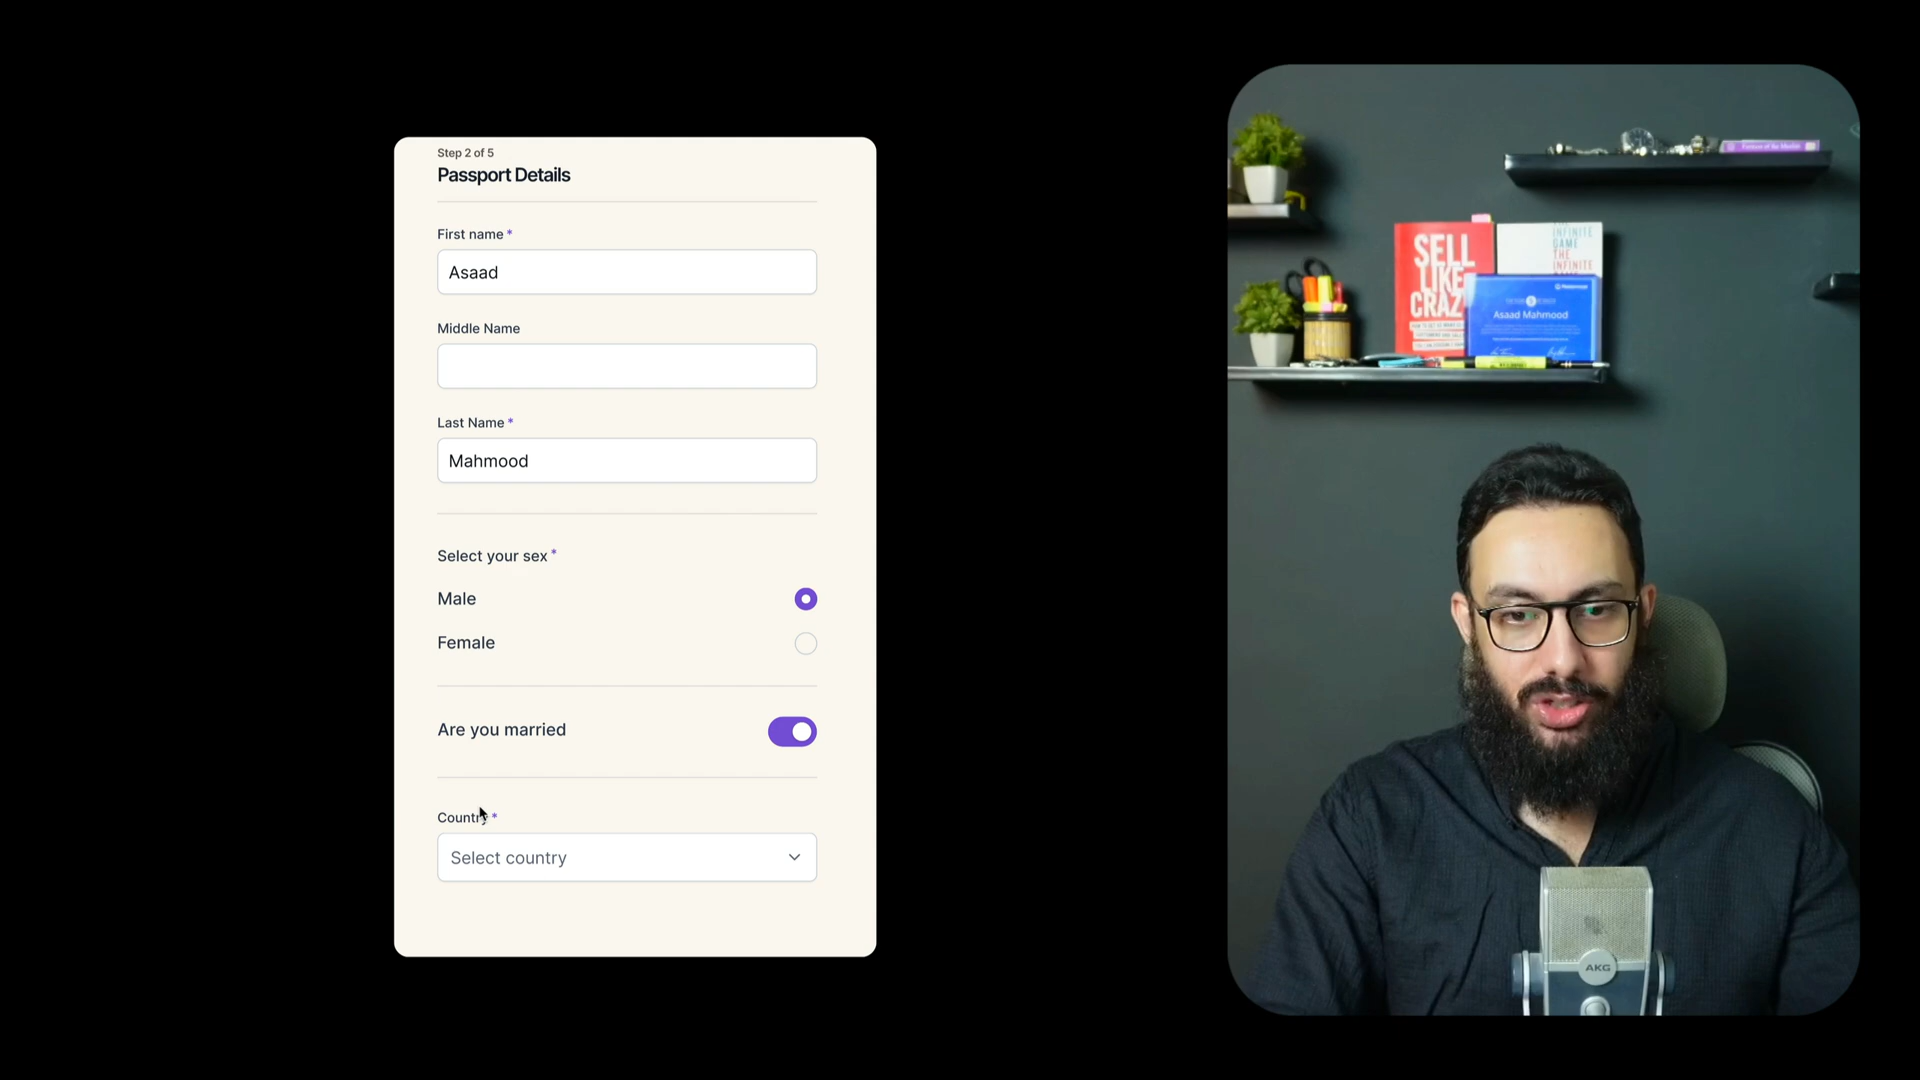 Step 2 of 5
Passport Details
First name *
Asaad
Middle Name
Last Name *
Mahmood
Select your sex *
Male
Female
Are you married
Country *
Select country
SELL
LIKE
CRAZ
INFINITE
GAME
THE
INFINITE
Asaad Mahmood
AKG